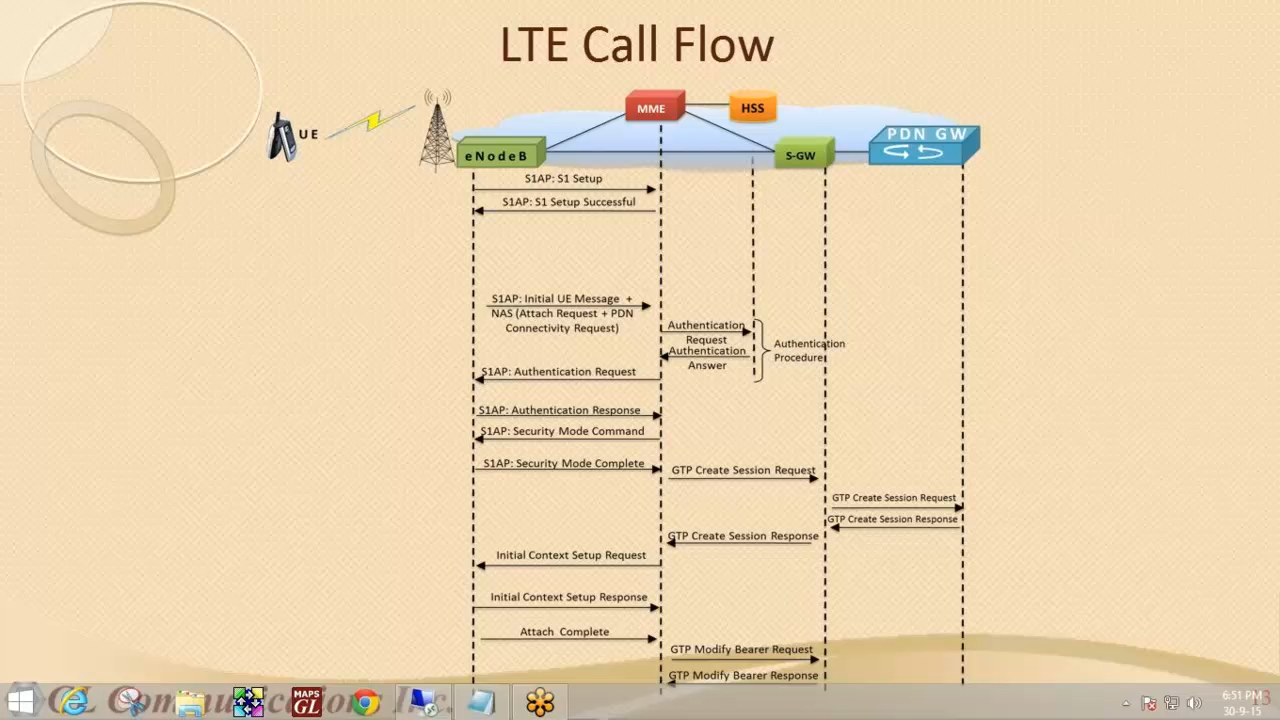 LTE Call Flow
UE
MME
HSS
eNodeB
S-GW
PDN GW
S1AP: S1 Setup
S1AP: S1 Setup Successful
S1AP: Initial UE Message +
NAS (Attach Request + PDN
Connectivity Request)
Authentication
Request
Authentication
Answer
Authentication
Procedure
S1AP: Authentication Request
S1AP: Authentication Response
S1AP: Security Mode Command
S1AP: Security Mode Complete
GTP Create Session Request
GTP Create Session Request
GTP Create Session Response
GTP Create Session Response
Initial Context Setup Request
Initial Context Setup Response
Attach Complete
GTP Modify Bearer Request
GTP Modify Bearer Response
GL Communications Inc.
MAPS
GL
6:51 PM
3
30-9-15